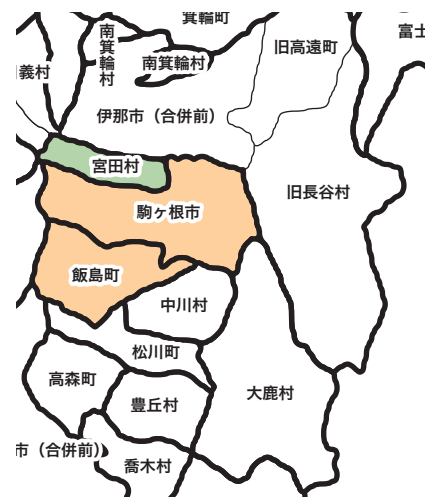 箕輪町
富士
南箕輪村
旧高遠町
南箕輪村
義村
伊那市（合併前）
宮田村
旧長谷村
駒ヶ根市
飯島町
中川村
松川町
高森町
大鹿村
豊丘村
市（合併前）
喬木村